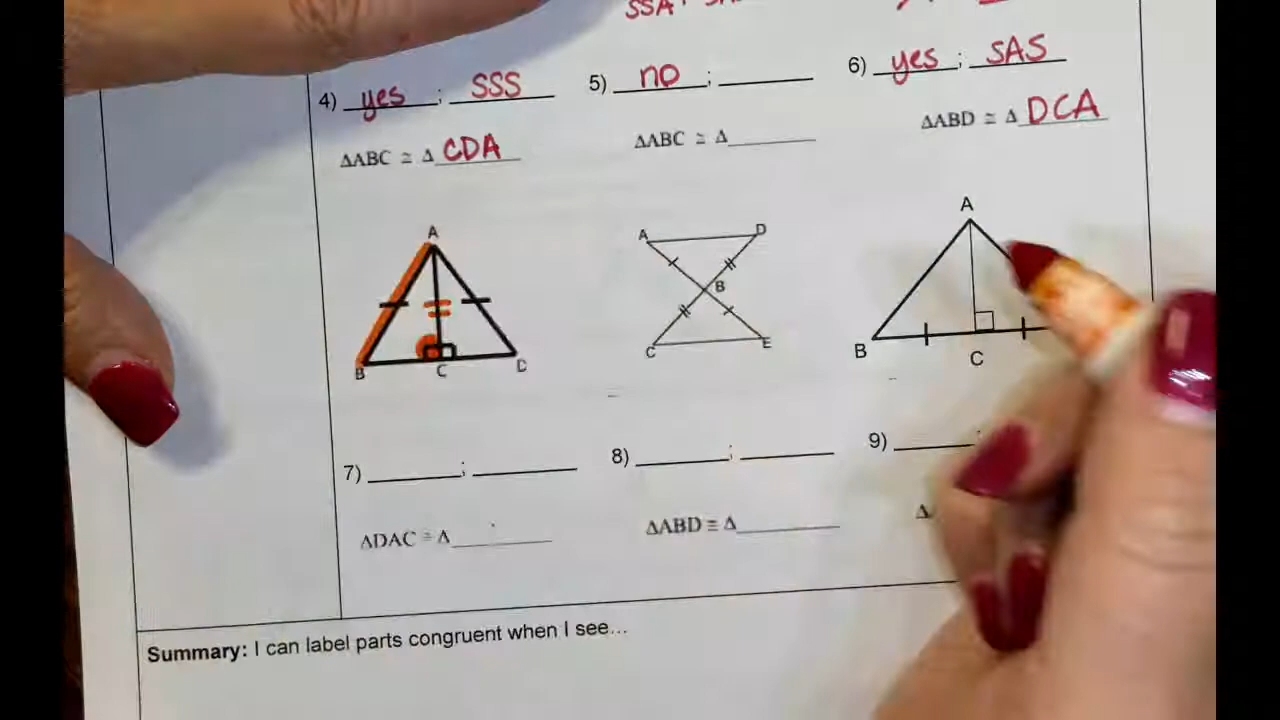 SSA
4) yes ; SSS
5) no ;
6) yes ; SAS
ΔABC ≅ Δ CDA
ΔABC ≅ Δ
ΔABD ≅ Δ DCA
A
B C D
A D
B
C E
A
B C
7) ;
8) ;
9) ;
ΔDAC ≅ Δ
ΔABD ≅ Δ
Δ
Summary: I can label parts congruent when I see...